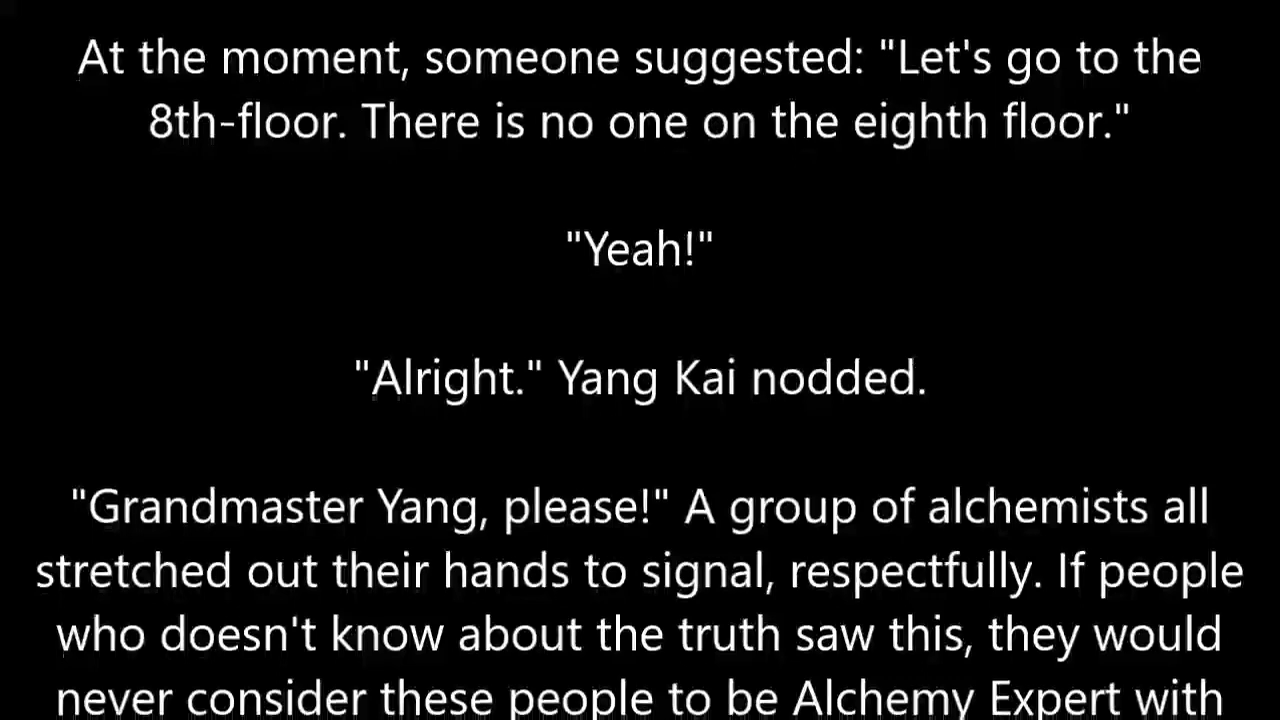 At the moment, someone suggested: "Let's go to the
8th-floor. There is no one on the eighth floor."
"Yeah!"
"Alright." Yang Kai nodded.
"Grandmaster Yang, please!" A group of alchemists all
stretched out their hands to signal, respectfully. If people
who doesn't know about the truth saw this, they would
never consider these people to be Alchemy Expert with